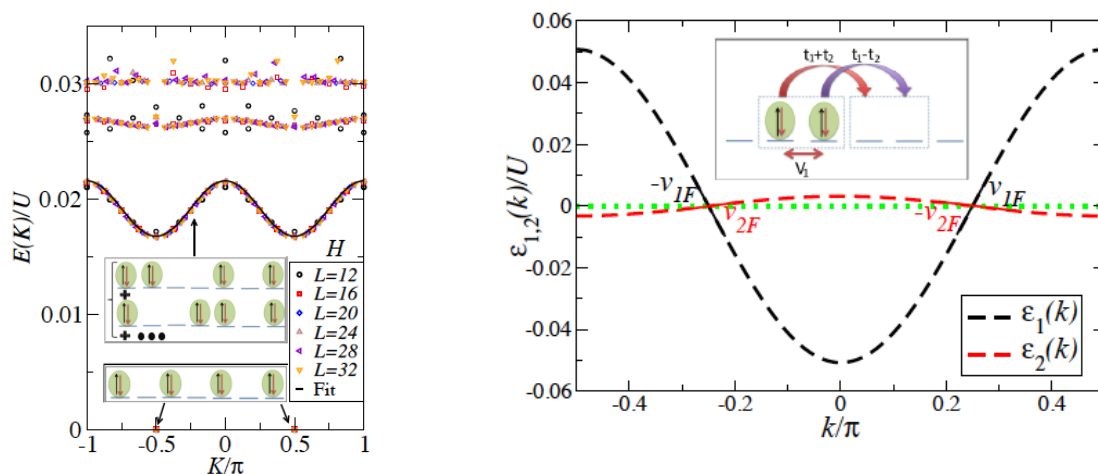 0.03
0.02
0.01
0
E(K)/U
-1
-0.5
0
0.5
1
K/π
H
L=12
L=16
L=20
L=24
L=28
L=32
Fit
+
+ •••
0.06
0.04
0.02
0
-0.02
-0.04
-0.06
ε1,2(k)/U
t1+t2
t1-t2
V1
-v1F
v1F
v2F
-v2F
ε1(k)
ε2(k)
-0.4
-0.2
0
0.2
0.4
k/π